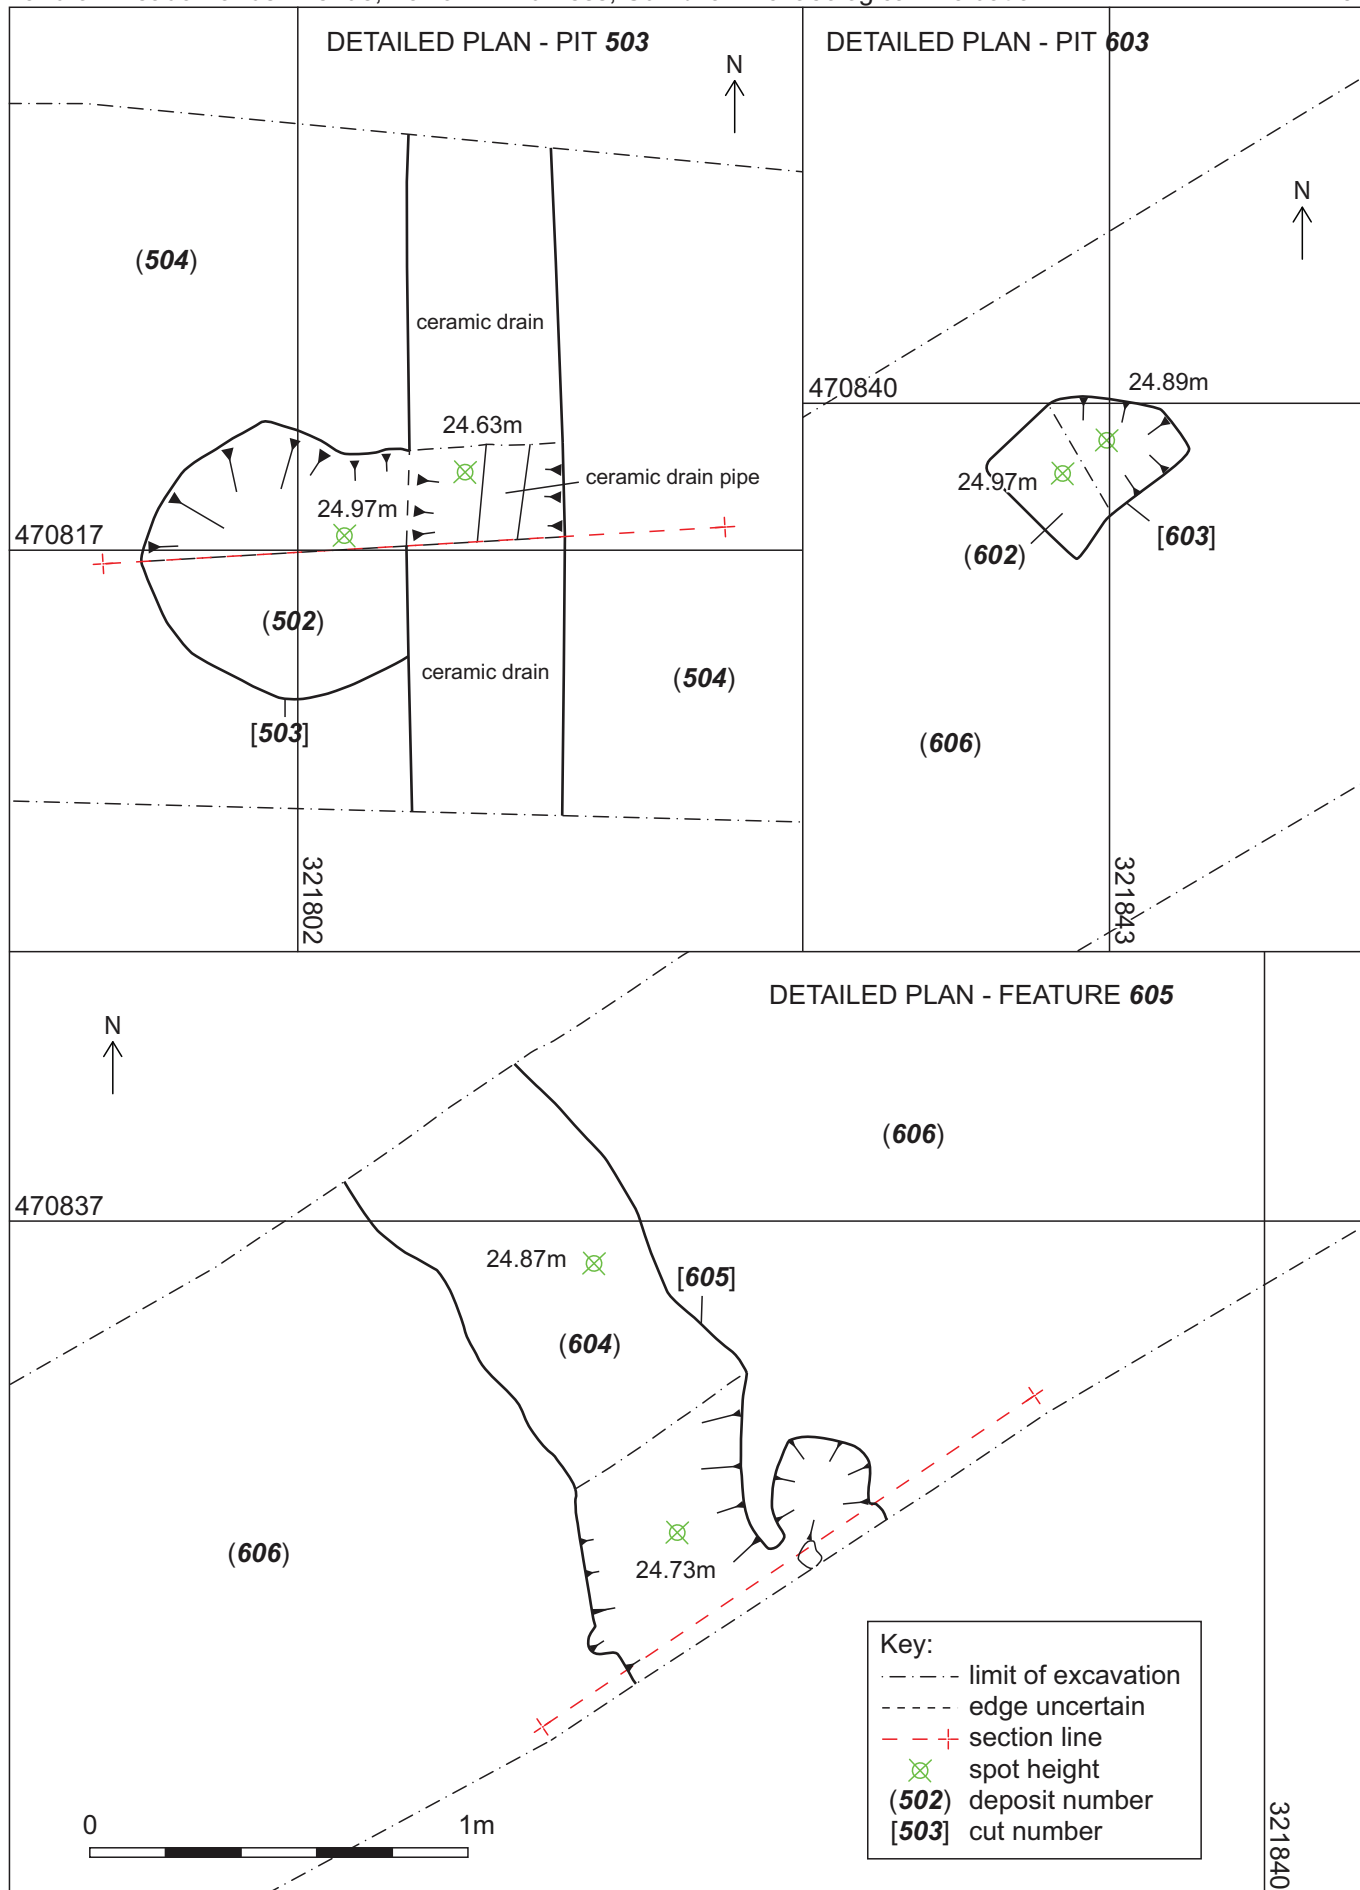 DETAILED PLAN - PIT 503
N
(504)
ceramic drain
24.63m
ceramic drain pipe
24.97m
470817
(502)
ceramic drain
(504)
[503]
321802
DETAILED PLAN - PIT 603
N
470840
24.89m
24.97m
(602)
[603]
(606)
321843
DETAILED PLAN - FEATURE 605
N
(606)
470837
24.87m
[605]
(604)
(606)
24.73m
Key:
limit of excavation
edge uncertain
section line
spot height
(502) deposit number
[503] cut number
0 1m
321840